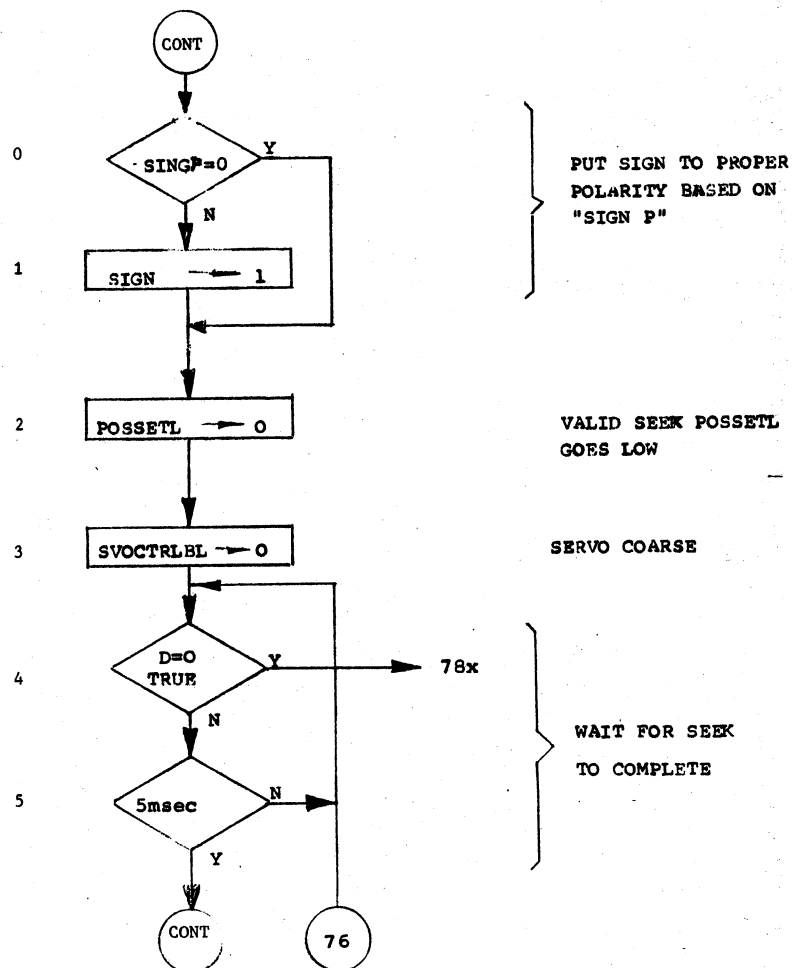 CONT
0
SINGP=0
Y
N
PUT SIGN TO PROPER
POLARITY BASED ON
"SIGN P"
1
SIGN → 1
2
POSSETL → 0
VALID SEEK POSSETL
GOES LOW
3
SVOCTRLBL → 0
SERVO COARSE
4
D=0
TRUE
Y
78x
N
WAIT FOR SEEK
TO COMPLETE
5
5msec
N
Y
CONT
76